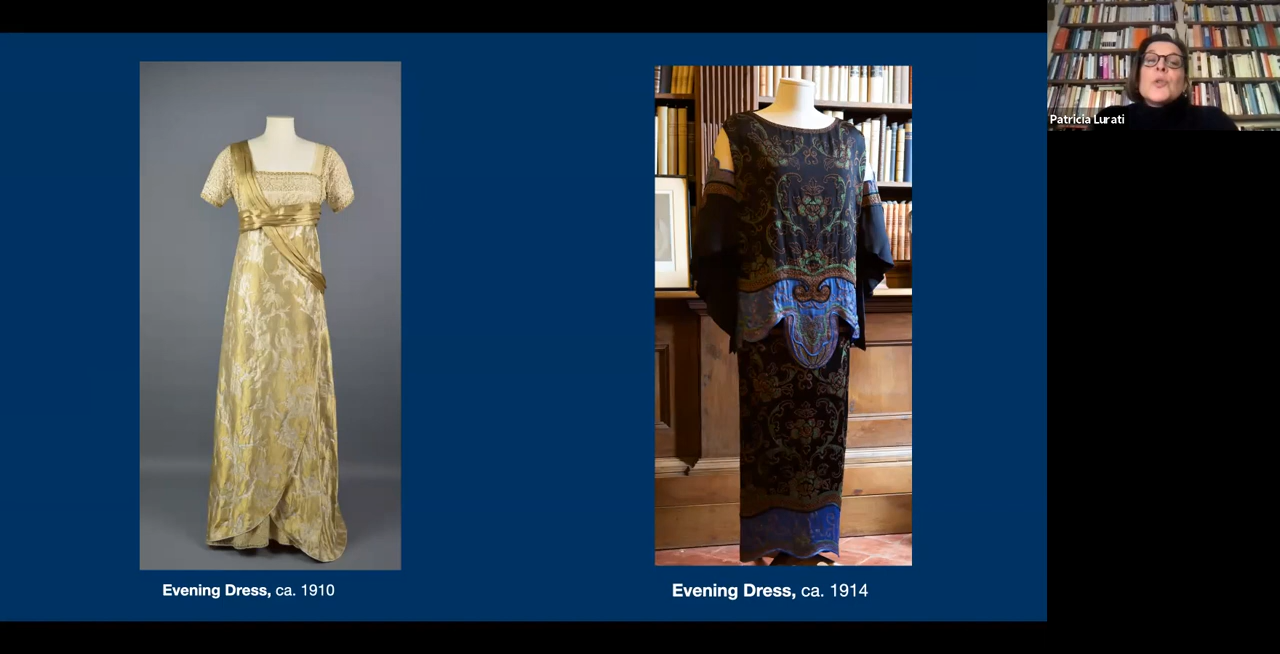 Patricia Lurati
Evening Dress, ca. 1910
Evening Dress, ca. 1914